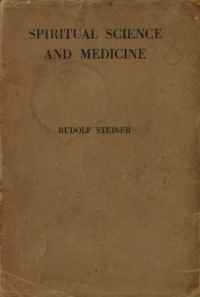 SPIRITUAL SCIENCE
AND MEDICINE
RUDOLF STEINER